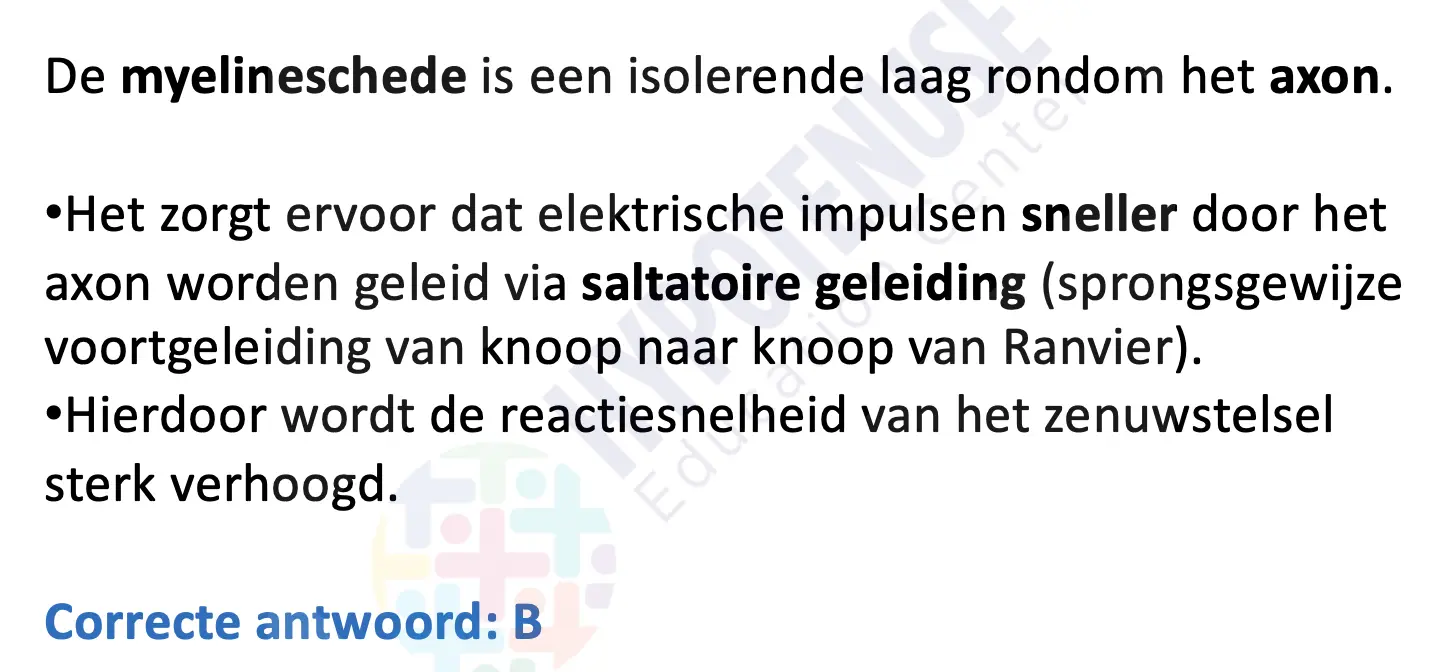 De myelineschede is een isolerende laag rondom het axon.
•Het zorgt ervoor dat elektrische impulsen sneller door het
axon worden geleid via saltatoire geleiding (sprongsgewijze
voortgeleiding van knoop naar knoop van Ranvier).
•Hierdoor wordt de reactiesnelheid van het zenuwstelsel
sterk verhoogd.
Correcte antwoord: B
HYPOTENUSE
Education Center